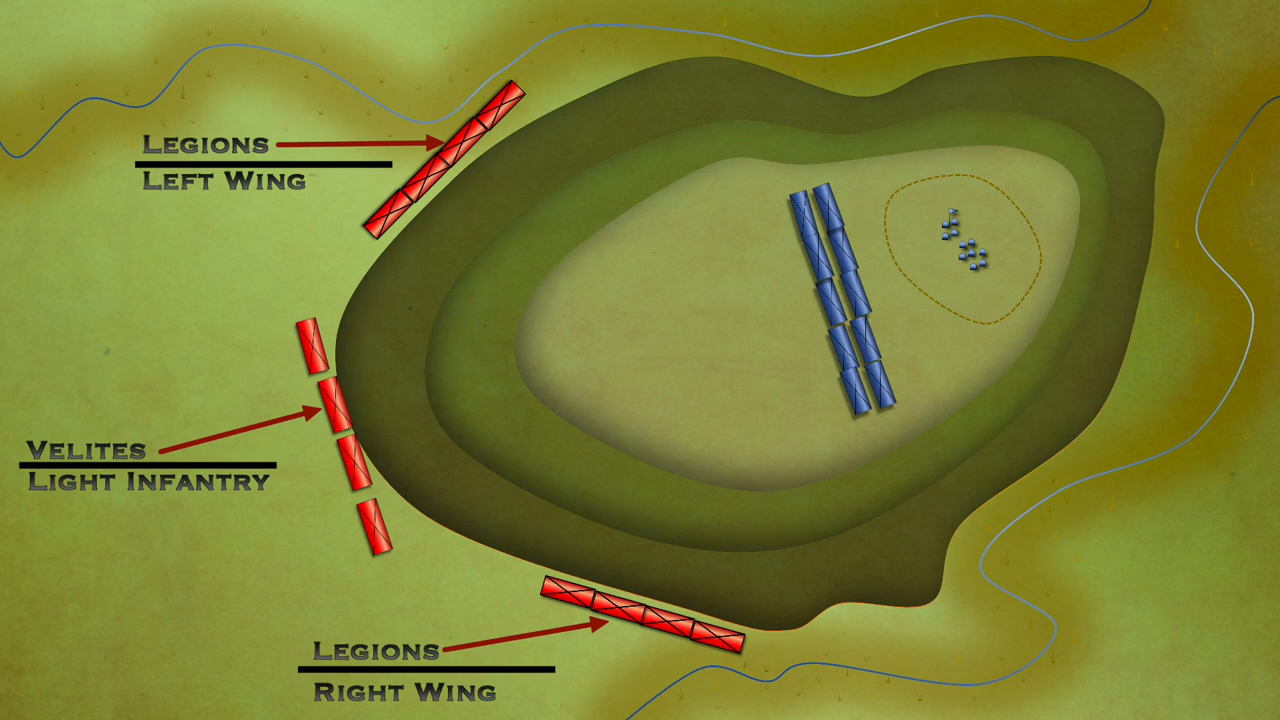 Legions
Left Wing
Velites
Light Infantry
Legions
Right Wing